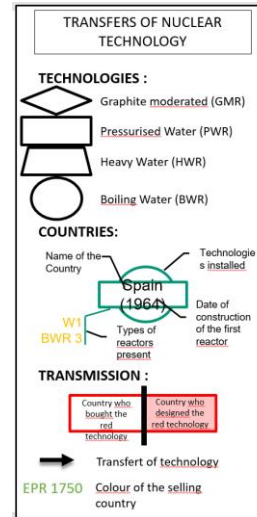 TRANSFERS OF NUCLEAR
TECHNOLOGY
TECHNOLOGIES :
Graphite moderated (GMR)
Pressurised Water (PWR)
Heavy Water (HWR)
Boiling Water (BWR)
COUNTRIES:
Name of the
Country
Technologie
s installed
Spain
(1964)
W1
BWR 3
Types of
reactors
present
Date of
construction
of the first
reactor
TRANSMISSION :
Country who
bought the
red
technology
Country who
designed the
red technology
Transfert of technology
EPR 1750
Colour of the selling
country